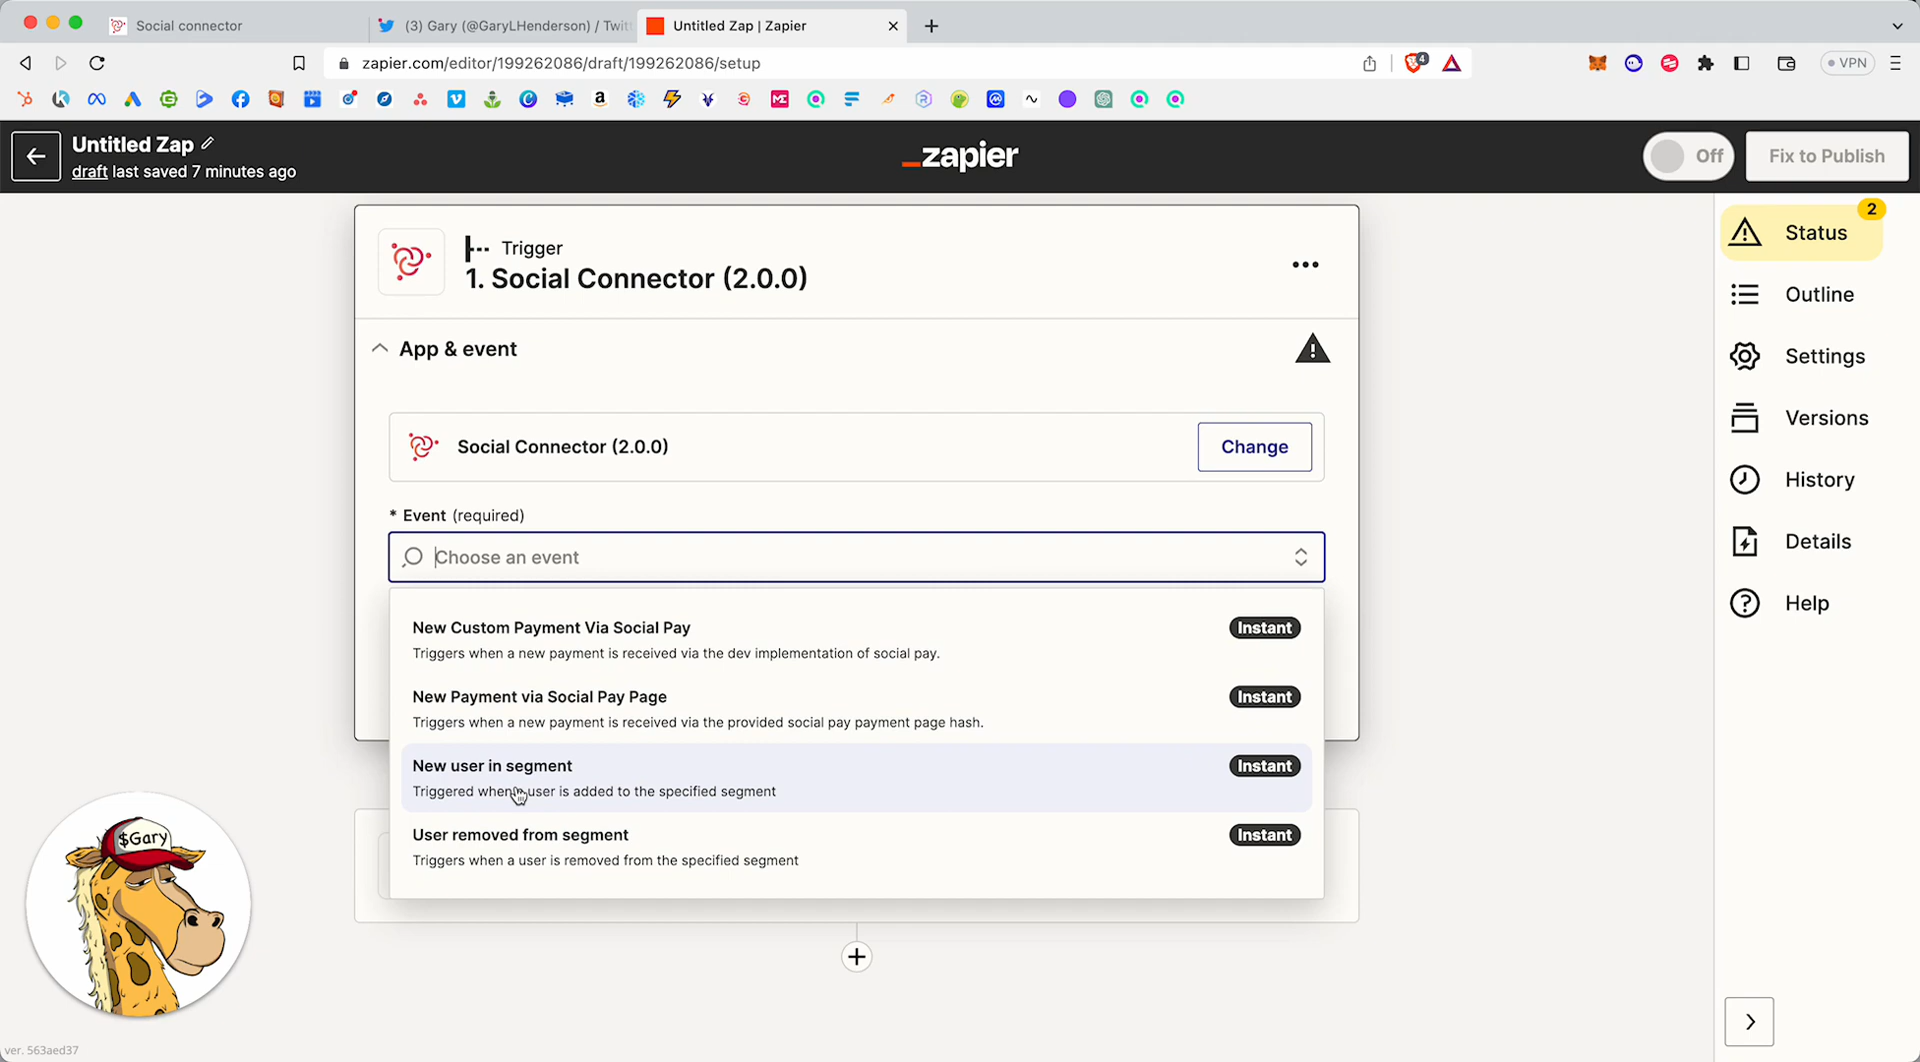 Social connector
(3) Gary (@GaryLHenderson) / Twit
Untitled Zap | Zapier
zapier.com/editor/199262086/draft/199262086/setup
4
VPN
Untitled Zap
draft last saved 7 minutes ago
zapier
Off
Fix to Publish
Trigger
1. Social Connector (2.0.0)
App & event
Social Connector (2.0.0)
Change
* Event (required)
Choose an event
New Custom Payment Via Social Pay
Instant
Triggers when a new payment is received via the dev implementation of social pay.
New Payment via Social Pay Page
Instant
Triggers when a new payment is received via the provided social pay payment page hash.
New user in segment
Instant
Triggered when user is added to the specified segment
User removed from segment
Instant
Triggers when a user is removed from the specified segment
2
Status
Outline
Settings
Versions
History
Details
Help
$Gary
ver. 563aed37